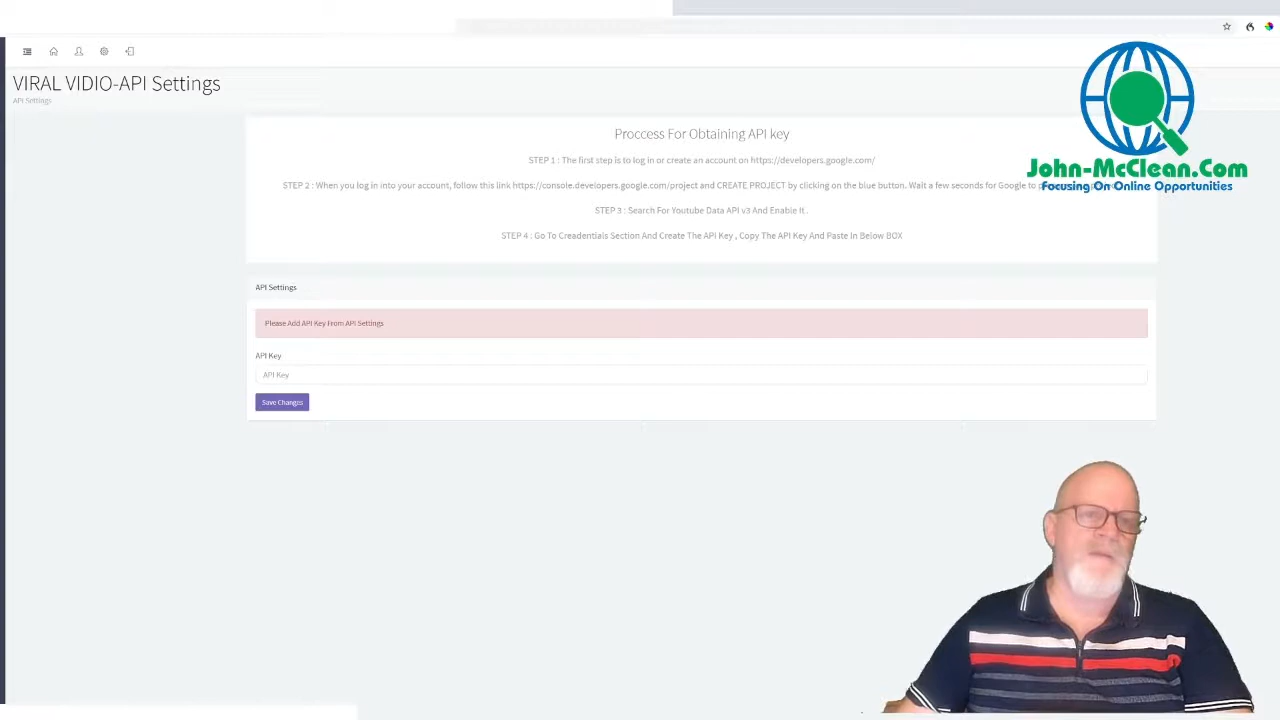 VIRAL VIDIO-API Settings
API Settings
Proccess For Obtaining API key
STEP 1 : The first step is to log in or create an account on https://developers.google.com/
STEP 2 : When you log in into your account, follow this link https://console.developers.google.com/project and CREATE PROJECT by clicking on the blue button. Wait a few seconds for Google to
STEP 3 : Search For Youtube Data API v3 And Enable It .
STEP 4 : Go To Creadentials Section And Create The API Key , Copy The API Key And Paste In Below BOX
John-McClean.Com
Focusing On Online Opportunities
API Settings
Please Add API Key From API Settings
API Key
API Key
Save Changes